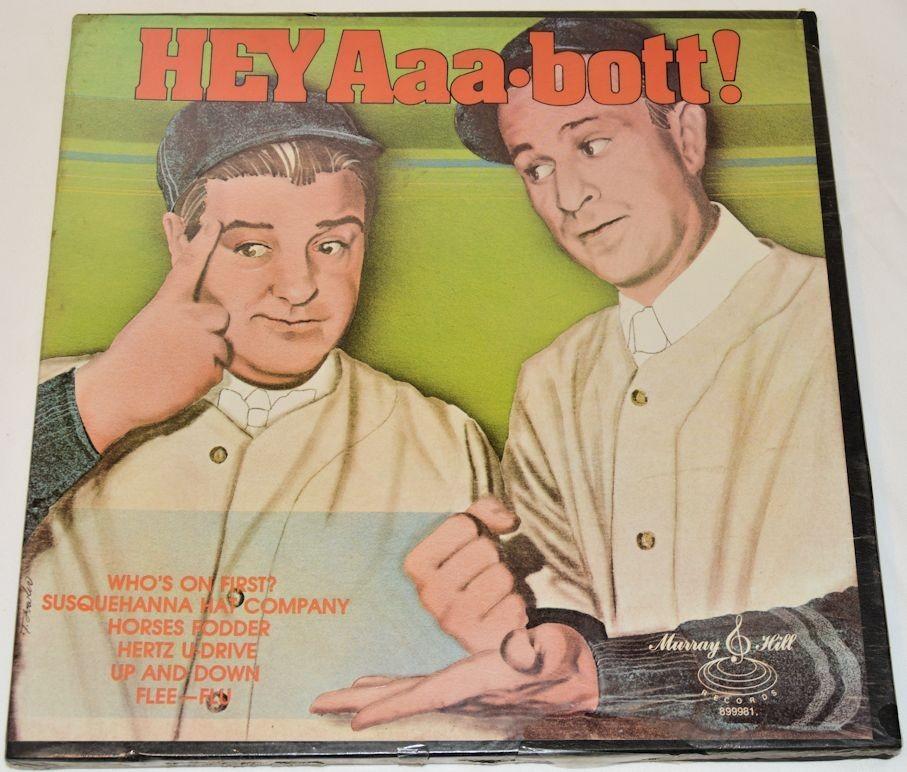 HEY Aaa·bott!
WHO'S ON FIRST?
SUSQUEHANNA HAT COMPANY
HORSES FODDER
HERTZ U-DRIVE
UP AND DOWN
FLEE—FLU
Murray Hill
RECORDS
899981.